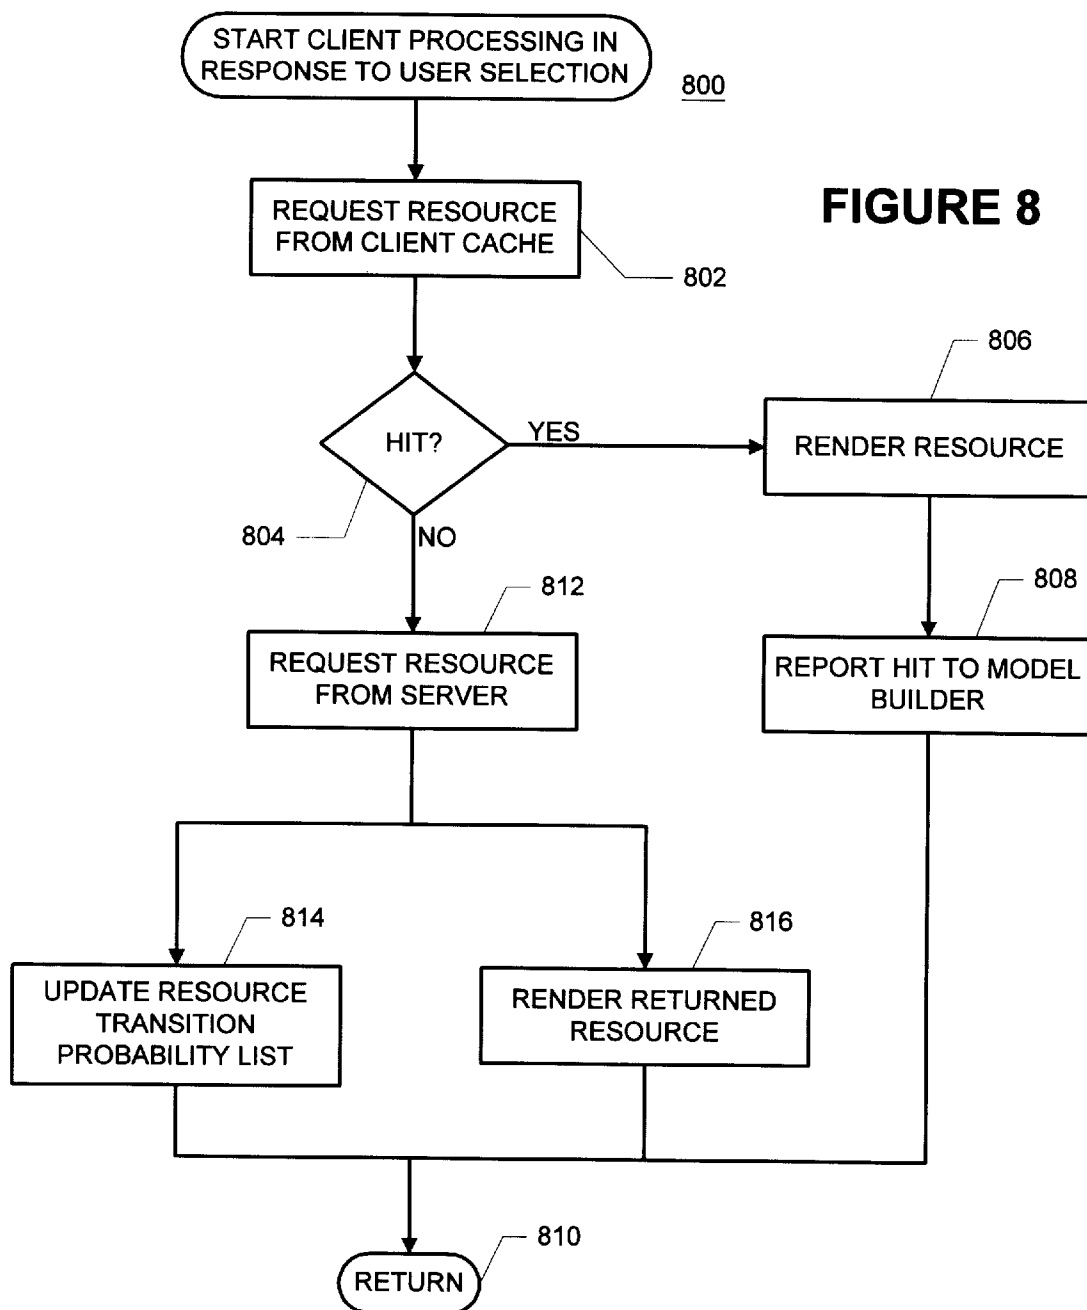 START CLIENT PROCESSING IN
RESPONSE TO USER SELECTION
800
FIGURE 8
REQUEST RESOURCE
FROM CLIENT CACHE
802
806
HIT?
YES
RENDER RESOURCE
804
NO
812
808
REQUEST RESOURCE
FROM SERVER
REPORT HIT TO MODEL
BUILDER
814
816
UPDATE RESOURCE
TRANSITION
PROBABILITY LIST
RENDER RETURNED
RESOURCE
810
RETURN